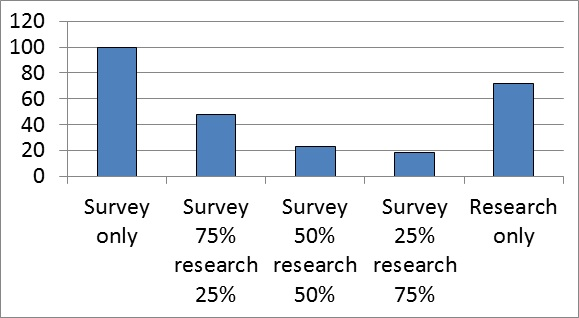 120
100
80
60
40
20
0
Survey only
Survey 75% research 25%
Survey 50% research 50%
Survey 25% research 75%
Research only